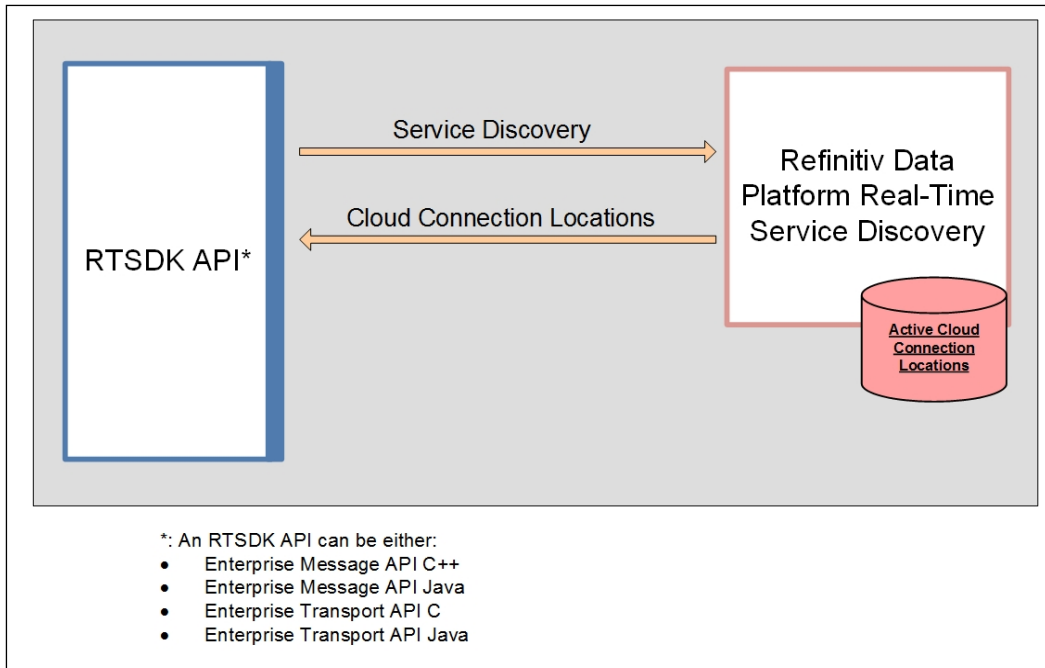 RTSDK API*
Service Discovery
Cloud Connection Locations
Refinitiv Data
Platform Real-Time
Service Discovery
Active Cloud
Connection
Locations
*: An RTSDK API can be either:
• Enterprise Message API C++
• Enterprise Message API Java
• Enterprise Transport API C
• Enterprise Transport API Java